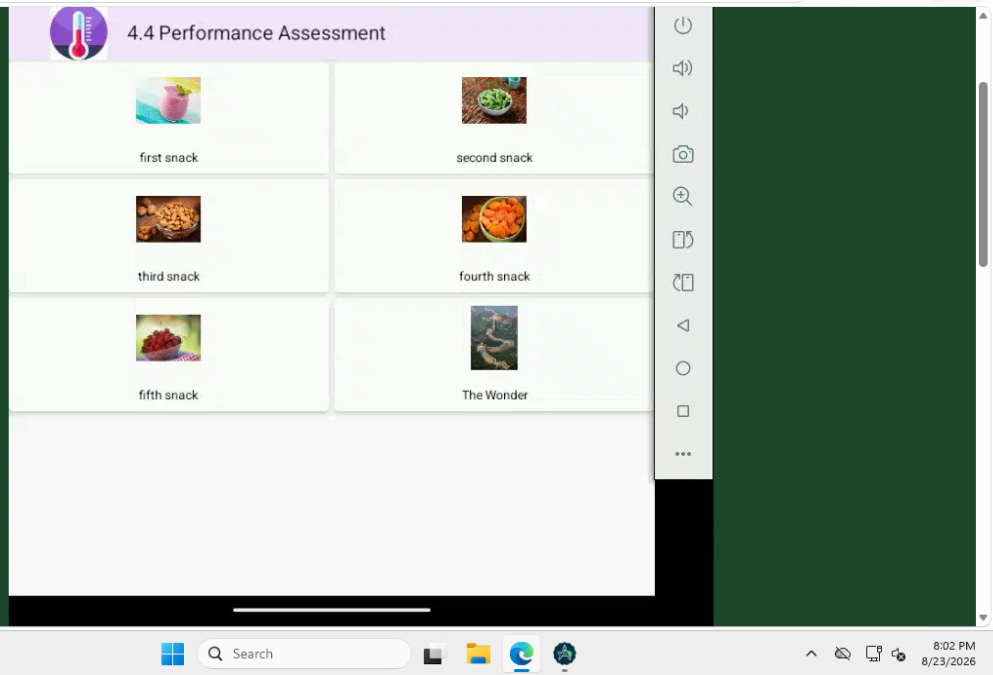 4.4 Performance Assessment
first snack
second snack
third snack
fourth snack
fifth snack
The Wonder
Search
8:02 PM
8/23/2026